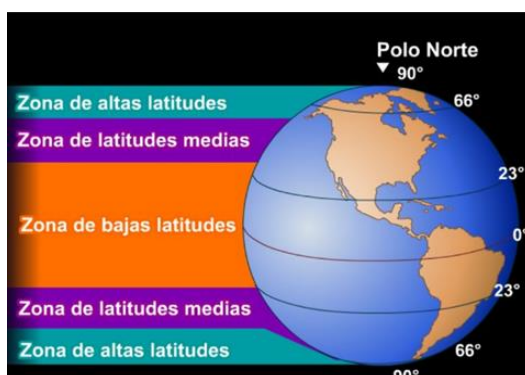 Polo Norte
90°
Zona de altas latitudes
66°
Zona de latitudes medias
23°
Zona de bajas latitudes
0°
23°
Zona de latitudes medias
Zona de altas latitudes
66°
90°